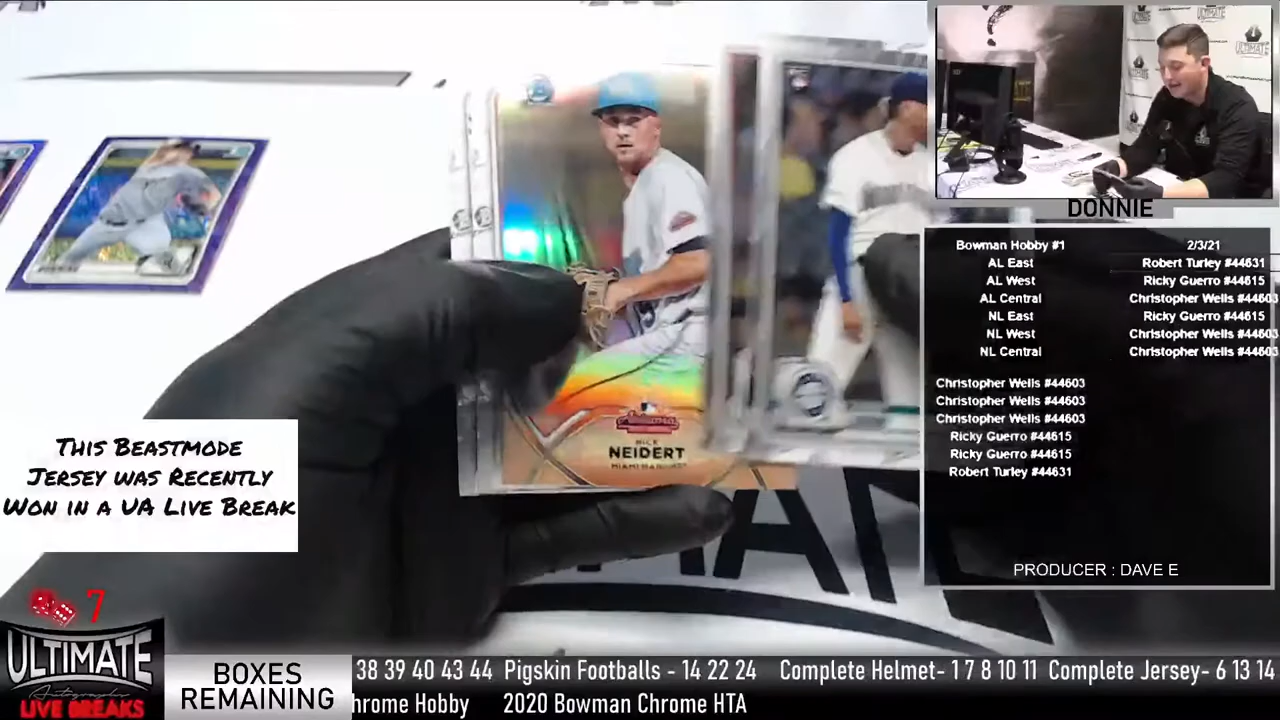 ULTIMATE
DONNIE
Bowman Hobby #1 2/3/21
AL East Robert Turley #44631
AL West Ricky Guerro #44615
AL Central Christopher Wells #44603
NL East Ricky Guerro #44615
NL West Christopher Wells #44603
NL Central Christopher Wells #44603
Christopher Wells #44603
Christopher Wells #44603
Christopher Wells #44603
Ricky Guerro #44615
Ricky Guerro #44615
Robert Turley #44631
PRODUCER : DAVE E
NICK
NEIDERT
MIAMI MARLINS
THIS BEASTMODE
JERSEY WAS RECENTLY
WON IN A UA LIVE BREAK
7
ULTIMATE
Autographs
LIVE BREAKS
BOXES
REMAINING
38 39 40 43 44 Pigskin Footballs - 14 22 24 Complete Helmet- 1 7 8 10 11 Complete Jersey- 6 13 14
hrome Hobby 2020 Bowman Chrome HTA